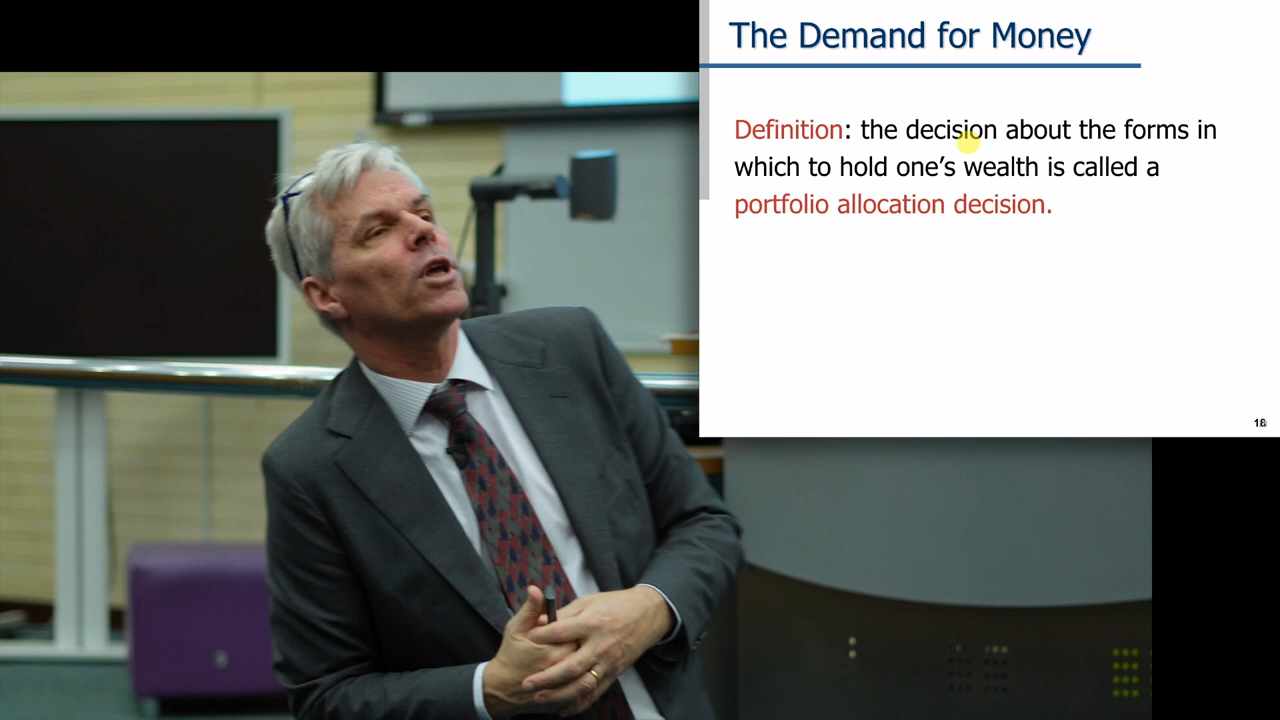 The Demand for Money
Definition: the decision about the forms in
which to hold one’s wealth is called a
portfolio allocation decision.
18